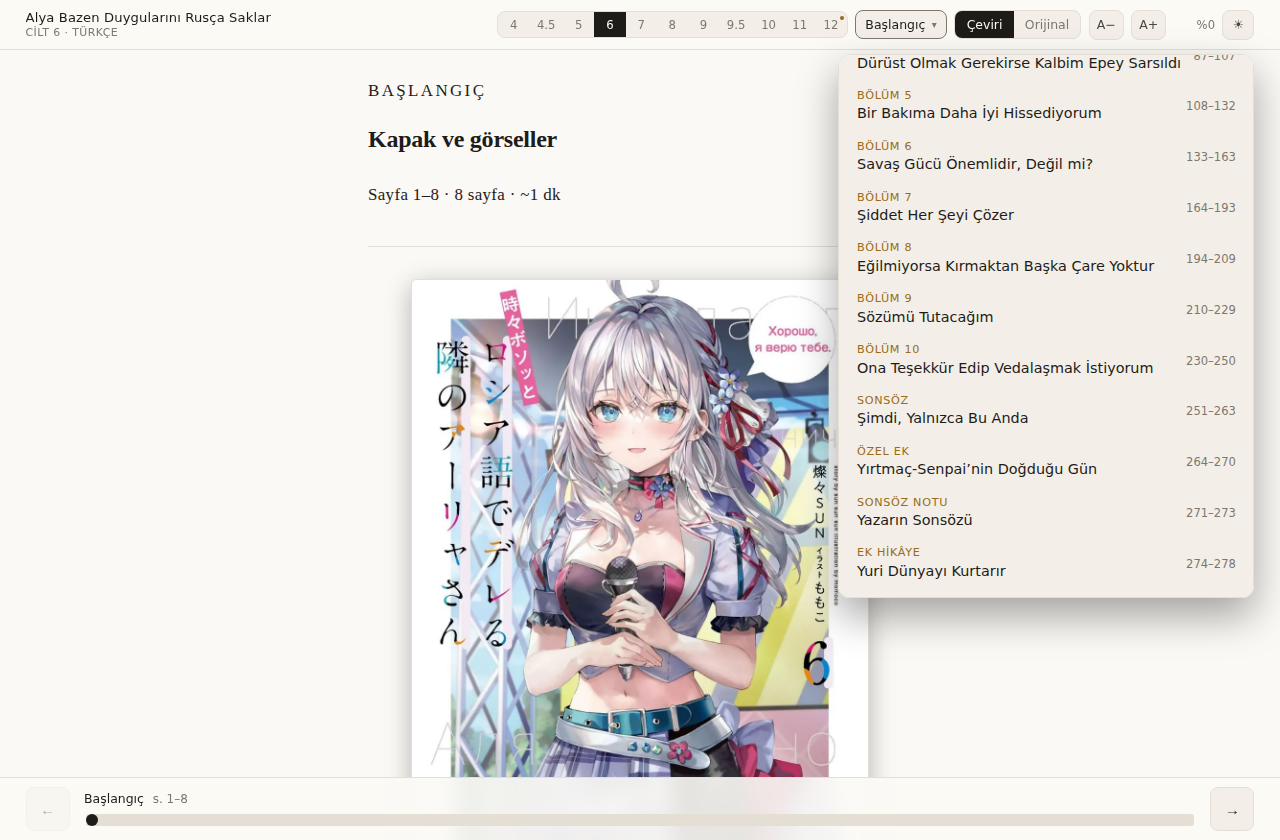 Alya Bazen Duygularını Rusça Saklar
CİLT 6 · TÜRKÇE
4 4.5 5 6 7 8 9 9.5 10 11 12
Başlangıç ▾
Çeviri Orijinal
A− A+
%0 ☀
BAŞLANGIÇ
Kapak ve görseller
Sayfa 1–8 · 8 sayfa · ~1 dk
時々ボソッと
ロシア語でデレる
隣のアーリャさん
Хорошо,
я верю тебе.
燦々SUN
イラスト ももこ
6
Dürüst Olmak Gerekirse Kalbim Epey Sarsıldı 87–107
BÖLÜM 5
Bir Bakıma Daha İyi Hissediyorum 108–132
BÖLÜM 6
Savaş Gücü Önemlidir, Değil mi? 133–163
BÖLÜM 7
Şiddet Her Şeyi Çözer 164–193
BÖLÜM 8
Eğilmiyorsa Kırmaktan Başka Çare Yoktur 194–209
BÖLÜM 9
Sözümü Tutacağım 210–229
BÖLÜM 10
Ona Teşekkür Edip Vedalaşmak İstiyorum 230–250
SONSÖZ
Şimdi, Yalnızca Bu Anda 251–263
ÖZEL EK
Yırtmaç-Senpai’nin Doğduğu Gün 264–270
SONSÖZ NOTU
Yazarın Sonsözü 271–273
EK HİKÂYE
Yuri Dünyayı Kurtarır 274–278
←
Başlangıç s. 1–8
→